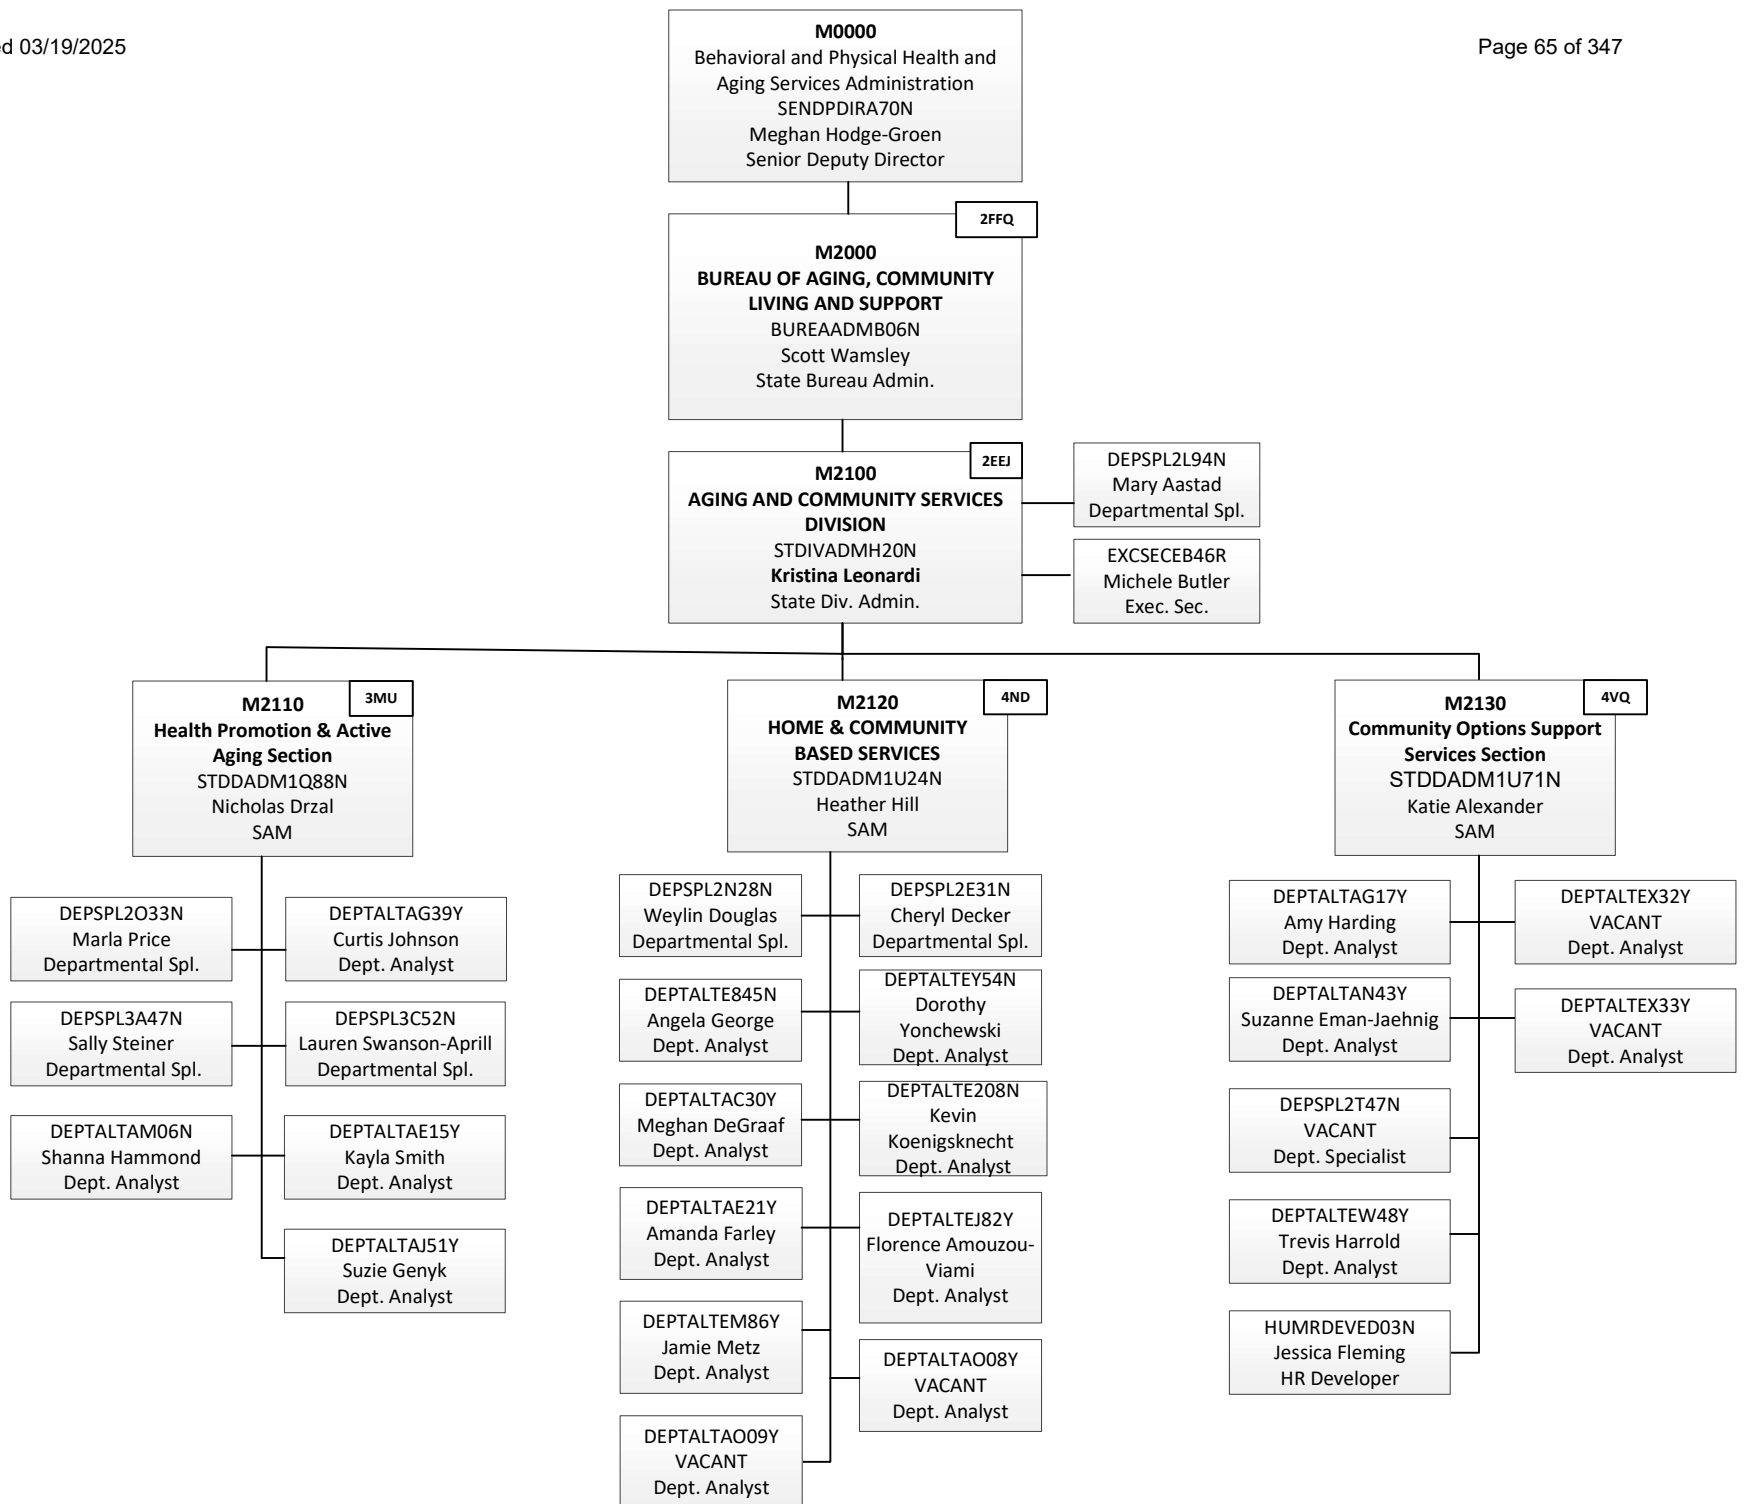 ed 03/19/2025
Page 65 of 347
M0000
Behavioral and Physical Health and
Aging Services Administration
SENDPDIRA70N
Meghan Hodge-Groen
Senior Deputy Director
2FFQ
M2000
BUREAU OF AGING, COMMUNITY
LIVING AND SUPPORT
BUREAADMB06N
Scott Wamsley
State Bureau Admin.
2EEJ
M2100
AGING AND COMMUNITY SERVICES
DIVISION
STDIVADMH20N
Kristina Leonardi
State Div. Admin.
DEPSPL2L94N
Mary Aastad
Departmental Spl.
EXCSECEB46R
Michele Butler
Exec. Sec.
M2110
3MU
Health Promotion & Active
Aging Section
STDDADM1Q88N
Nicholas Drzal
SAM
DEPSPL2O33N
Marla Price
Departmental Spl.
DEPTALTAG39Y
Curtis Johnson
Dept. Analyst
DEPSPL3A47N
Sally Steiner
Departmental Spl.
DEPSPL3C52N
Lauren Swanson-Aprill
Departmental Spl.
DEPTALTAM06N
Shanna Hammond
Dept. Analyst
DEPTALTAE15Y
Kayla Smith
Dept. Analyst
DEPTALTAJ51Y
Suzie Genyk
Dept. Analyst
M2120
4ND
HOME & COMMUNITY
BASED SERVICES
STDDADM1U24N
Heather Hill
SAM
DEPSPL2N28N
Weylin Douglas
Departmental Spl.
DEPSPL2E31N
Cheryl Decker
Departmental Spl.
DEPTALTE845N
Angela George
Dept. Analyst
DEPTALTEY54N
Dorothy
Yonchewski
Dept. Analyst
DEPTALTAC30Y
Meghan DeGraaf
Dept. Analyst
DEPTALTE208N
Kevin
Koenigsknecht
Dept. Analyst
DEPTALTAE21Y
Amanda Farley
Dept. Analyst
DEPTALTEJ82Y
Florence Amouzou-
Viami
Dept. Analyst
DEPTALTEM86Y
Jamie Metz
Dept. Analyst
DEPTALTAO08Y
VACANT
Dept. Analyst
DEPTALTAO09Y
VACANT
Dept. Analyst
M2130
4VQ
Community Options Support
Services Section
STDDADM1U71N
Katie Alexander
SAM
DEPTALTAG17Y
Amy Harding
Dept. Analyst
DEPTALTEX32Y
VACANT
Dept. Analyst
DEPTALTAN43Y
Suzanne Eman-Jaehnig
Dept. Analyst
DEPTALTEX33Y
VACANT
Dept. Analyst
DEPSPL2T47N
VACANT
Dept. Specialist
DEPTALTEW48Y
Trevis Harrold
Dept. Analyst
HUMRDEVED03N
Jessica Fleming
HR Developer